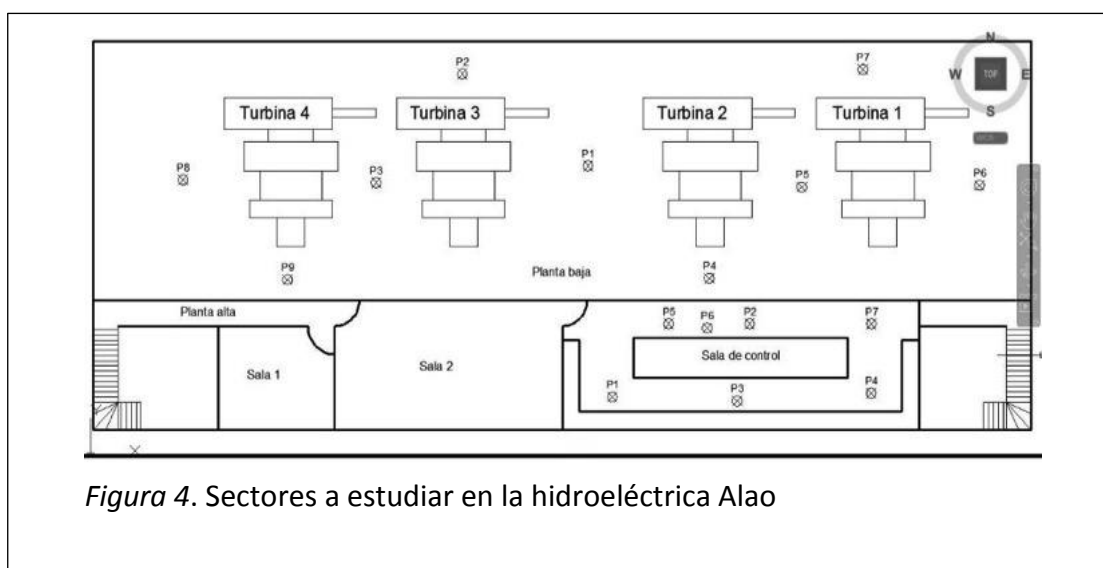 N
P2
P7
W
TOP
E
Turbina 4
Turbina 3
Turbina 2
Turbina 1
S
P1
P8
P3
P5
P6
P9
Planta baja
P4
Planta alta
P5
P6
P2
P7
Sala de control
Sala 1
Sala 2
P1
P3
P4
X
Figura 4. Sectores a estudiar en la hidroeléctrica Alao